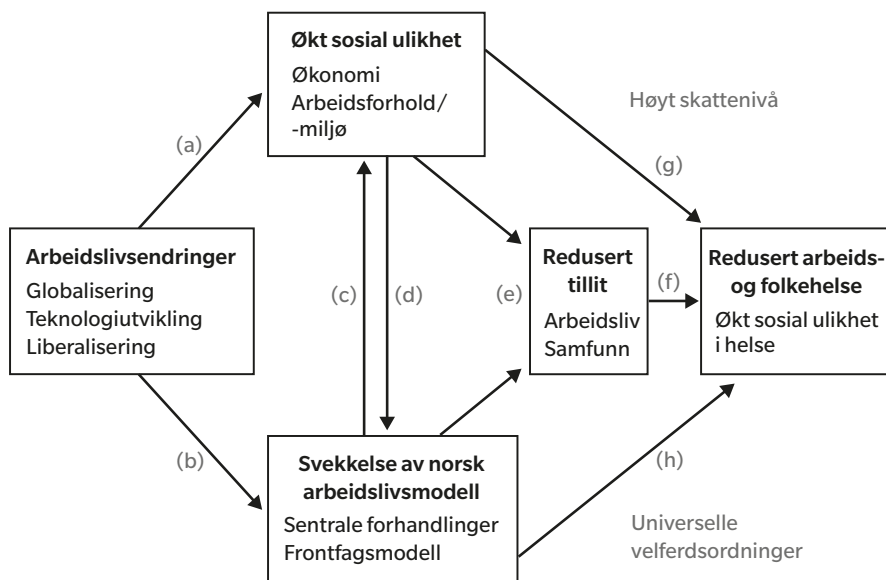 Økt sosial ulikhet
Økonomi
Arbeidsforhold/
-miljø
Høyt skattenivå
(a)
(g)
Arbeidslivsendringer
Globalisering
Teknologiutvikling
Liberalisering
(c)
(d)
(e)
Redusert
tillit
Arbeidsliv
Samfunn
(f)
Redusert arbeids-
og folkehelse
Økt sosial ulikhet
i helse
(b)
Svekkelse av norsk
arbeidslivsmodell
Sentrale forhandlinger
Frontfagsmodell
(h)
Universelle
velferdsordninger